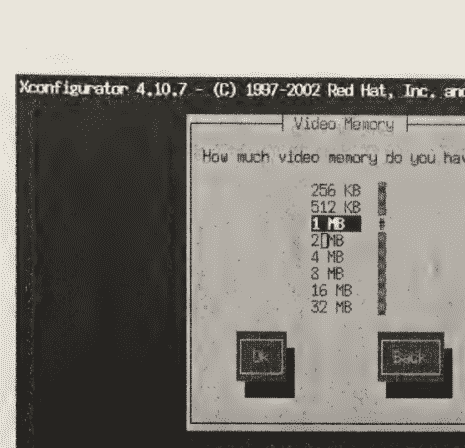 Xconfigurator 4.10.7 - (C) 1997-2002 Red Hat, Inc. and
Video Memory
How much video memory do you hav
256 KB
512 KB
1 MB
2 MB
4 MB
8 MB
16 MB
32 MB
Ok Back